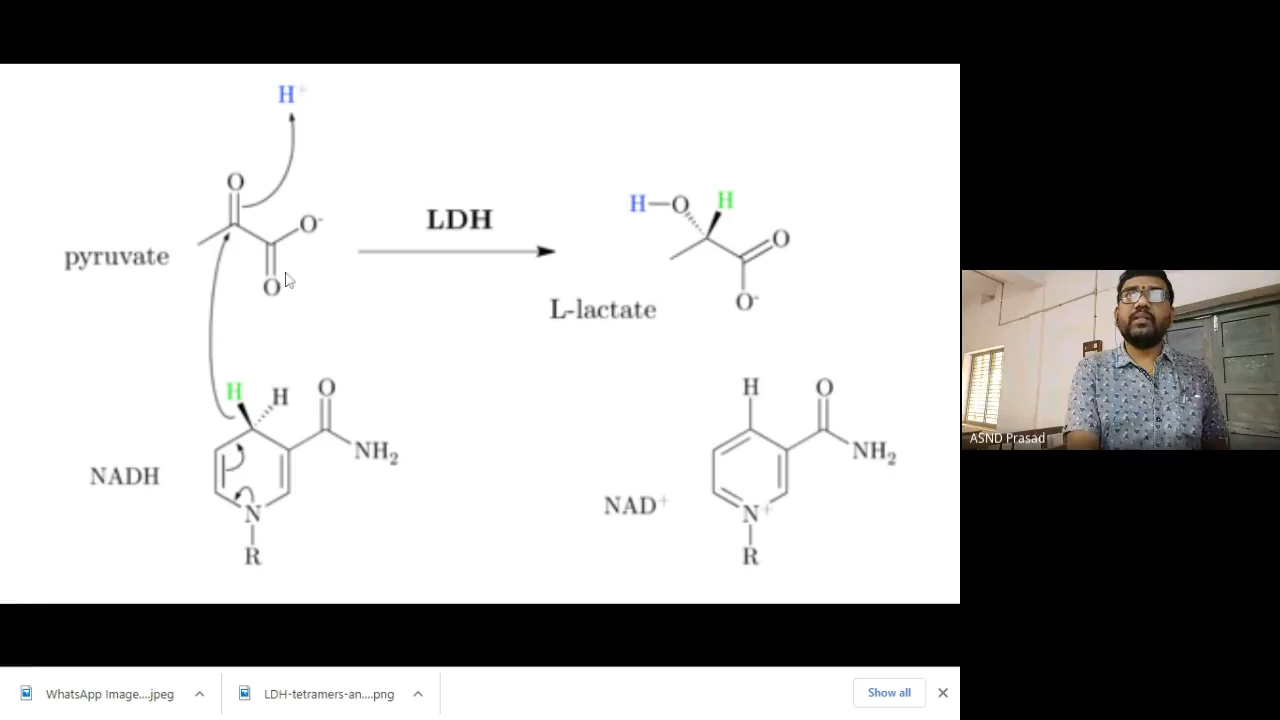 H+
O
O-
LDH
pyruvate
O
H—O
H
O
O-
L-lactate
H
H
O
NH2
NADH
N
R
H
O
NH2
NAD+
N+
R
ASND Prasad
WhatsApp Image....jpeg
LDH-tetramers-an....png
Show all